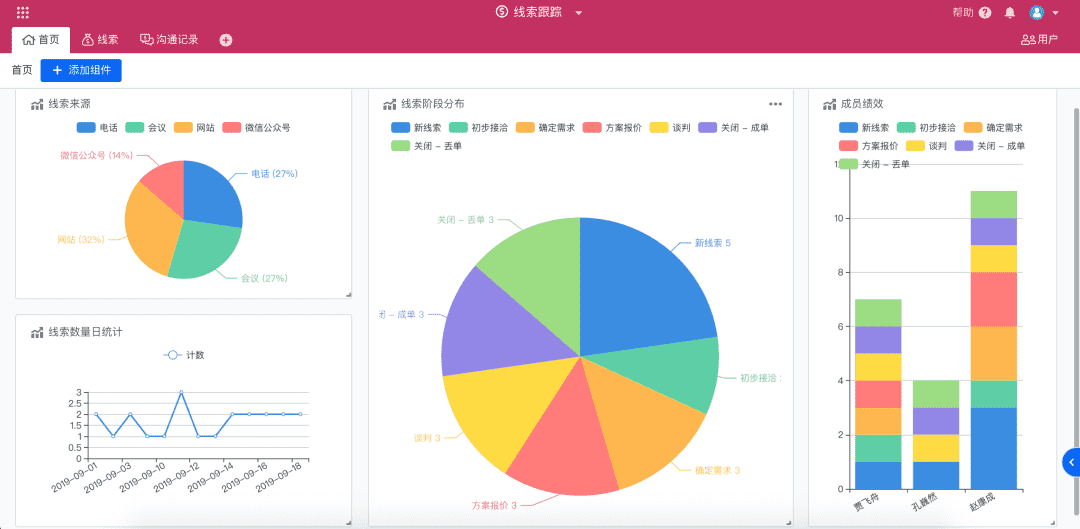 线索跟踪
帮助
首页
线索
沟通记录
用户
首页
添加组件
线索来源
电话 会议 网站 微信公众号
微信公众号 (14%)
电话 (27%)
网站 (32%)
会议 (27%)
线索数量日统计
计数
3
2.5
2
1.5
1
0.5
0
2019-09-01 2019-09-03 2019-09-10 2019-09-12 2019-09-14 2019-09-16 2019-09-18
线索阶段分布
新线索 初步接洽 确定需求 方案报价 谈判 关闭 – 成单
关闭 – 丢单
关闭 – 丢单 3
新线索 5
闭 – 成单 3
初步接洽
谈判 3
确定需求 3
方案报价 3
成员绩效
新线索 初步接洽 确定需求
方案报价 谈判 关闭 – 成单
关闭 – 丢单
10
8
6
4
2
0
贾飞舟 孔巍然 赵康成